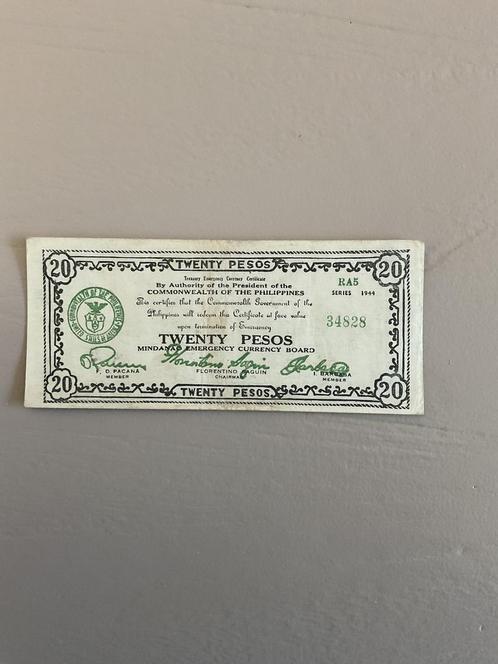 20 TWENTY PESOS 20
Treasury Emergency Currency Certificate
By Authority of the President of the
COMMONWEALTH OF THE PHILIPPINES
RA5
SERIES 1944
This certifies that the Commonwealth Government of the
Philippines will redeem this Certificate at face value
upon termination of Emergency
34828
TWENTY PESOS
MINDANAO EMERGENCY CURRENCY BOARD
F. D. PACANA
MEMBER
FLORENTINO SAGUIN
CHAIRMAN
I. BARBASA
MEMBER
20 TWENTY PESOS 20